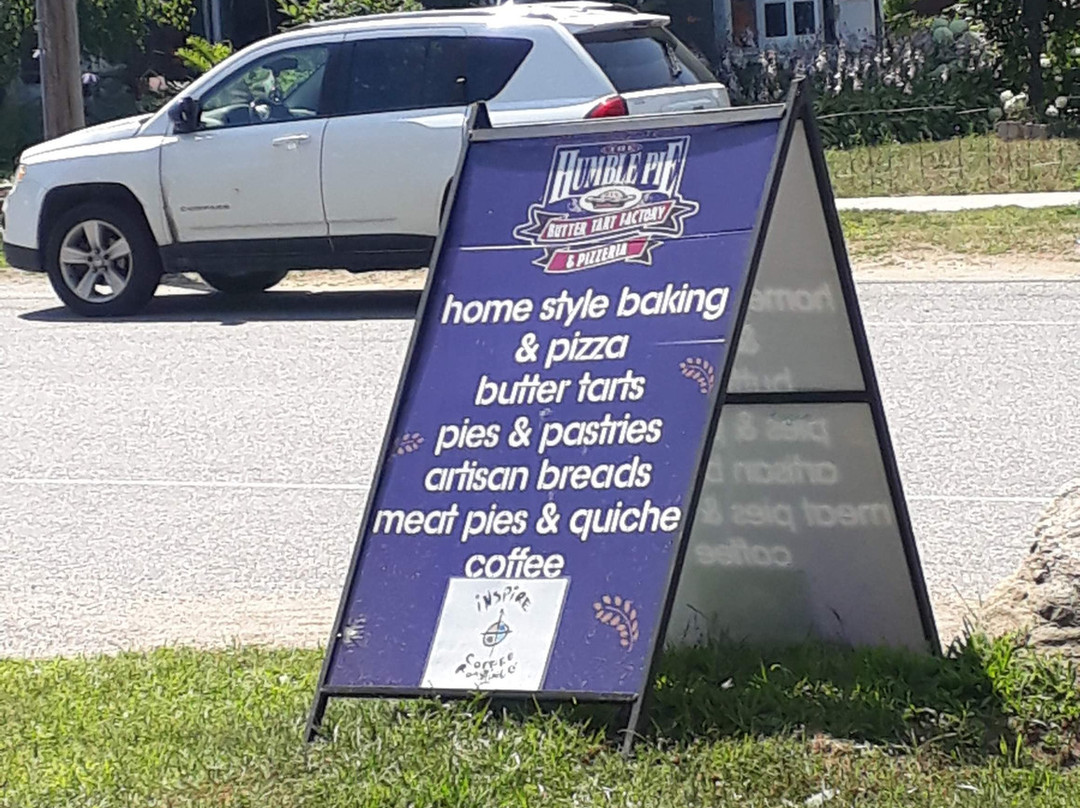 THE
HUMBLE PIE
BUTTER TART FACTORY
& PIZZERIA
home style baking
& pizza
butter tarts
pies & pastries
artisan breads
meat pies & quiche
coffee
INSPIRE
COFFEE